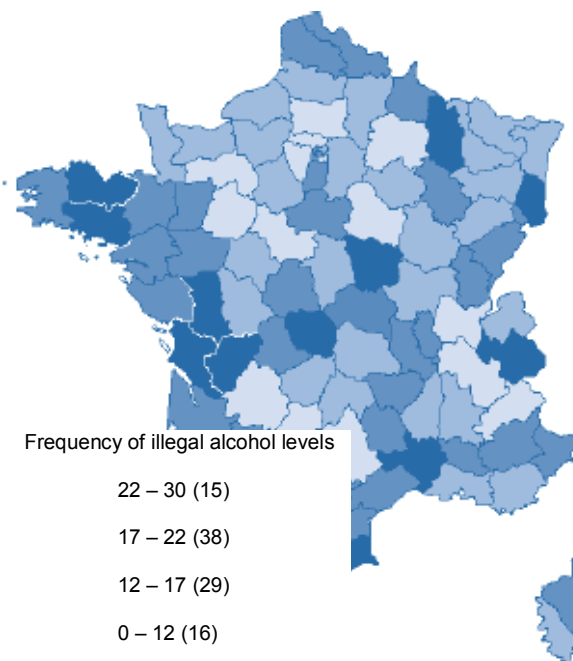 Frequency of illegal alcohol levels
22 – 30 (15)
17 – 22 (38)
12 – 17 (29)
0 – 12 (16)